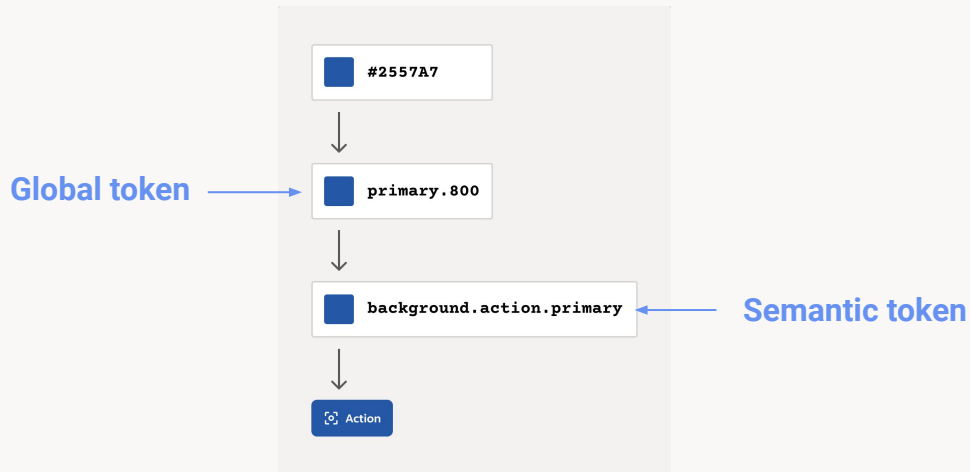 #2557A7
Global token
primary.800
background.action.primary
Semantic token
Action